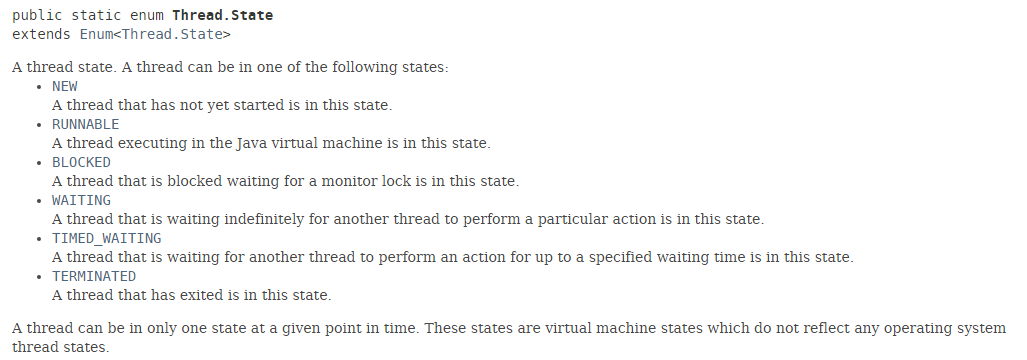 public static enum Thread.State
extends Enum<Thread.State>
A thread state. A thread can be in one of the following states:
• NEW
A thread that has not yet started is in this state.
• RUNNABLE
A thread executing in the Java virtual machine is in this state.
• BLOCKED
A thread that is blocked waiting for a monitor lock is in this state.
• WAITING
A thread that is waiting indefinitely for another thread to perform a particular action is in this state.
• TIMED_WAITING
A thread that is waiting for another thread to perform an action for up to a specified waiting time is in this state.
• TERMINATED
A thread that has exited is in this state.
A thread can be in only one state at a given point in time. These states are virtual machine states which do not reflect any operating system
thread states.